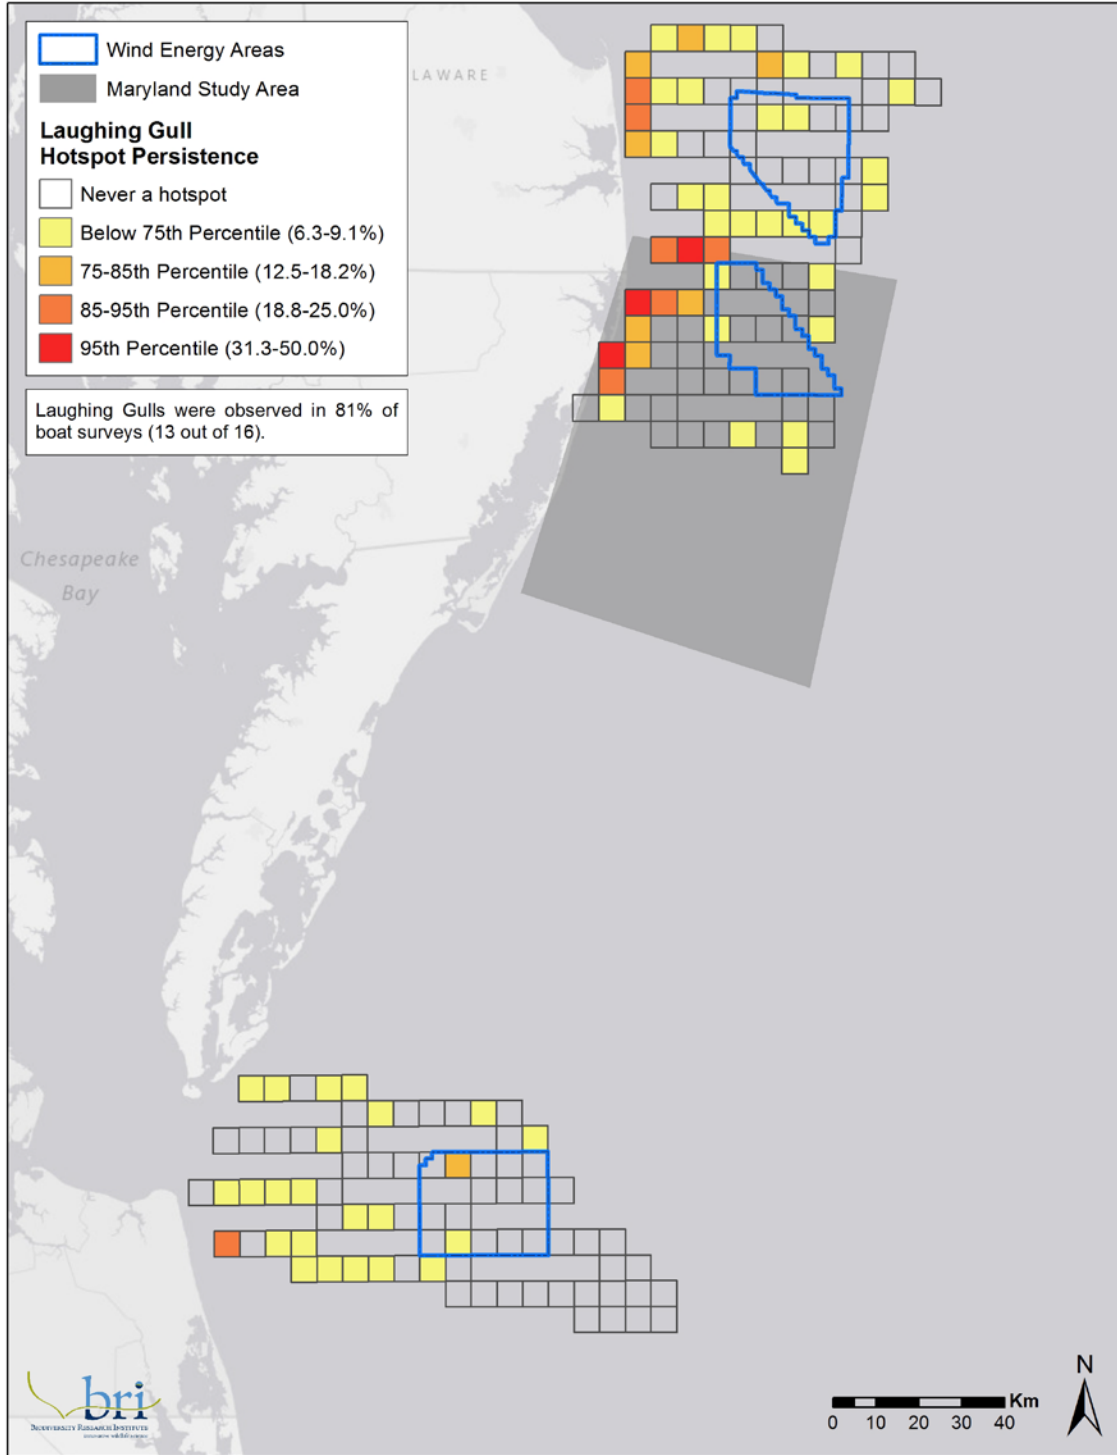 Wind Energy Areas
Maryland Study Area
Laughing Gull
Hotspot Persistence
Never a hotspot
Below 75th Percentile (6.3-9.1%)
75-85th Percentile (12.5-18.2%)
85-95th Percentile (18.8-25.0%)
95th Percentile (31.3-50.0%)
Laughing Gulls were observed in 81% of
boat surveys (13 out of 16).
LAWARE
Chesapeake
Bay
bri
BIODIVERSITY RESEARCH INSTITUTE
N
Km
0 10 20 30 40